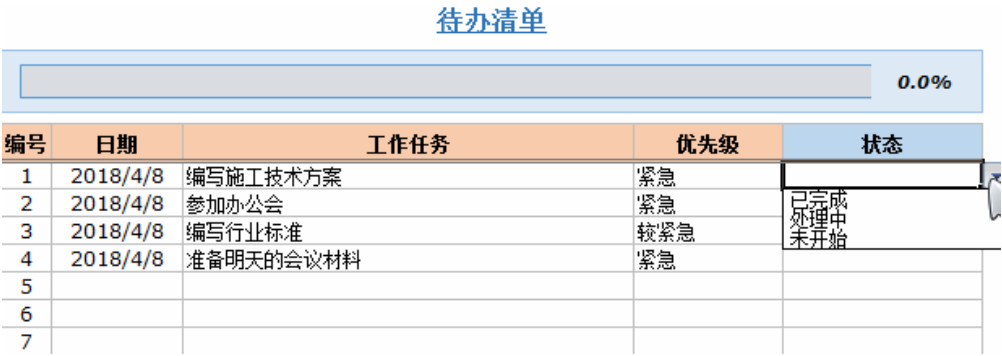 待办清单
0.0%
编号 日期 工作任务 优先级 状态
1 2018/4/8 编写施工技术方案 紧急
2 2018/4/8 参加办公会 紧急 已完成
3 2018/4/8 编写行业标准 较紧急 处理中
未开始
4 2018/4/8 准备明天的会议材料 紧急
5
6
7